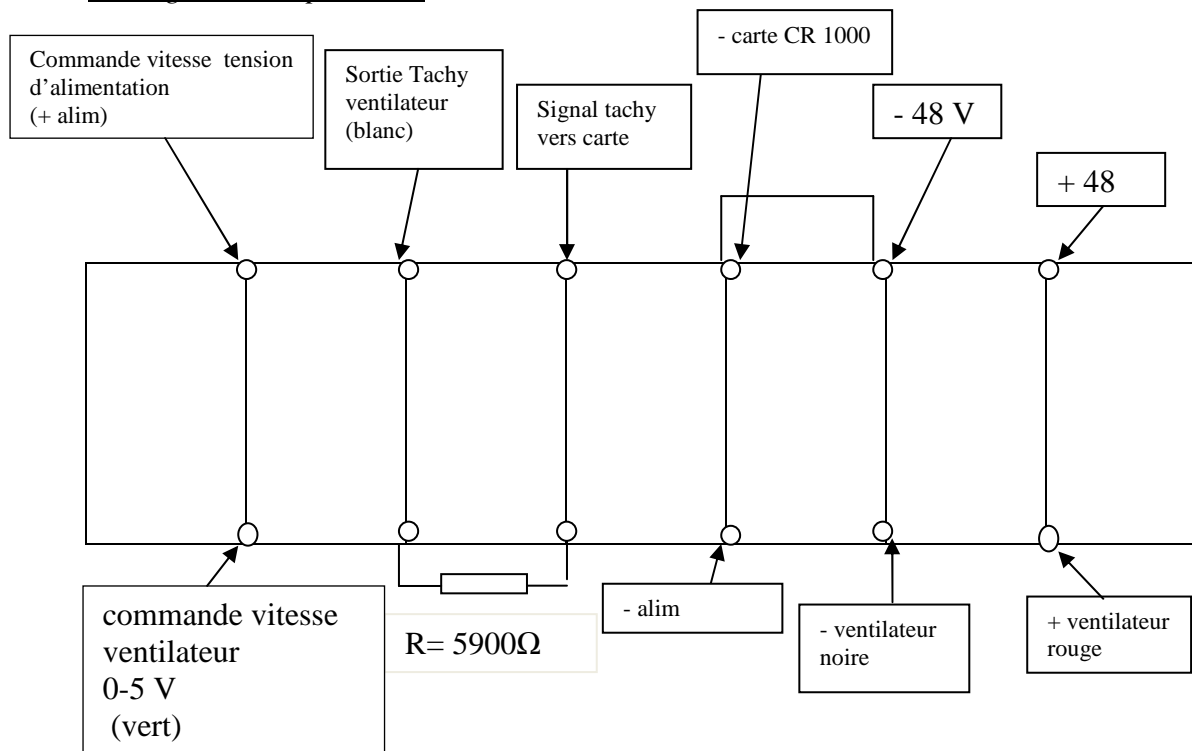 Commande vitesse tension
d'alimentation
(+ alim)
Sortie Tachy
ventilateur
(blanc)
Signal tachy
vers carte
- carte CR 1000
- 48 V
+ 48
commande vitesse
ventilateur
0-5 V
(vert)
R= 5900Ω
- alim
- ventilateur
noire
+ ventilateur
rouge